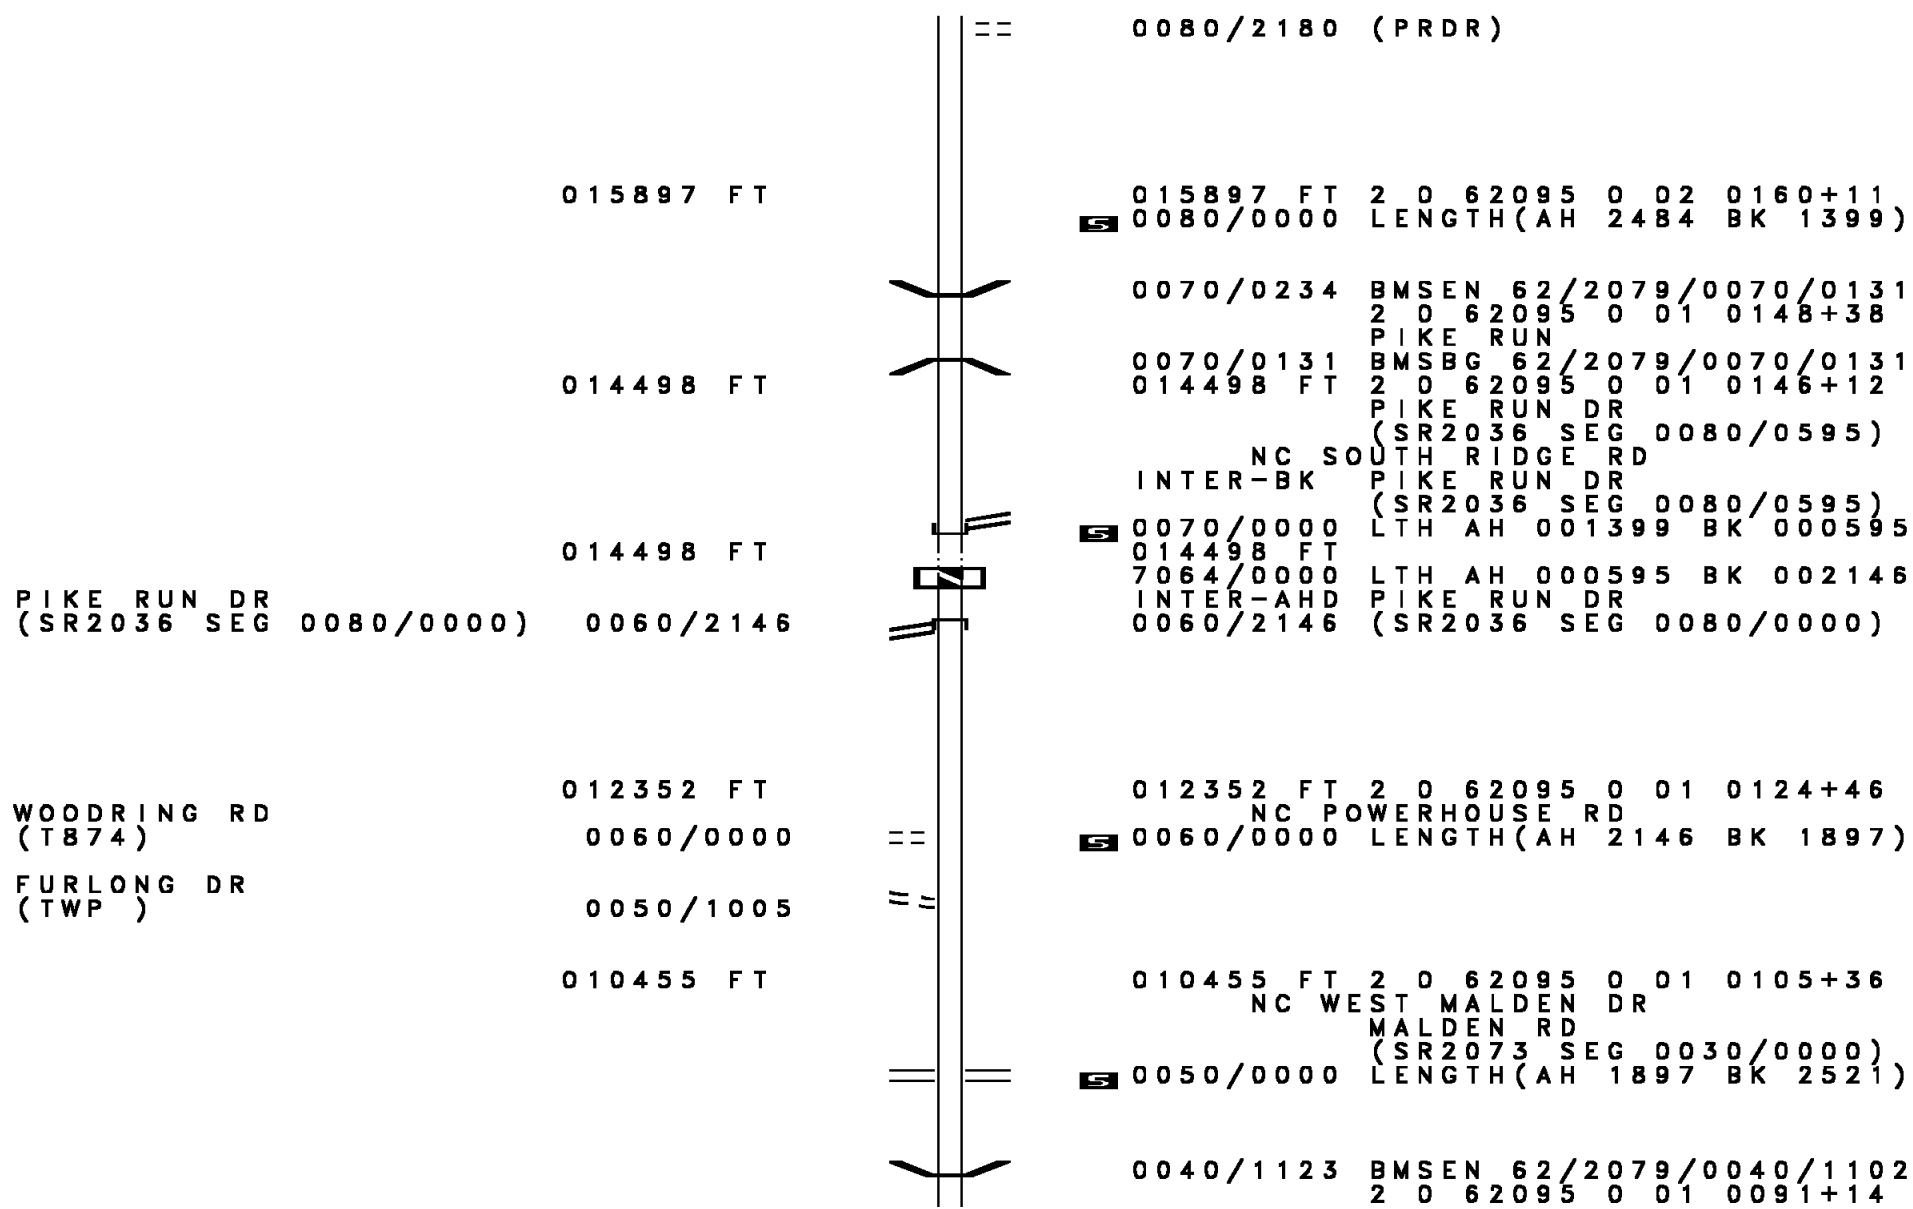 0080/2180 (PRDR)
015897 FT 015897 FT 2 0 62095 0 02 0160+11
S 0080/0000 LENGTH(AH 2484 BK 1399)
0070/0234 BMSEN 62/2079/0070/0131
2 0 62095 0 01 0148+38
PIKE RUN
0070/0131 BMSBG 62/2079/0070/0131
014498 FT 014498 FT 2 0 62095 0 01 0146+12
PIKE RUN DR
(SR2036 SEG 0080/0595)
NC SOUTH RIDGE RD
INTER-BK PIKE RUN DR
(SR2036 SEG 0080/0595)
S 0070/0000 LTH AH 001399 BK 000595
014498 FT 014498 FT
7064/0000 LTH AH 000595 BK 002146
PIKE RUN DR INTER-AHD PIKE RUN DR
(SR2036 SEG 0080/0000) 0060/2146 0060/2146 (SR2036 SEG 0080/0000)
012352 FT 012352 FT 2 0 62095 0 01 0124+46
WOODRING RD NC POWERHOUSE RD
(T874) 0060/0000 S 0060/0000 LENGTH(AH 2146 BK 1897)
FURLONG DR
(TWP ) 0050/1005
010455 FT 010455 FT 2 0 62095 0 01 0105+36
NC WEST MALDEN DR
MALDEN RD
(SR2073 SEG 0030/0000)
S 0050/0000 LENGTH(AH 1897 BK 2521)
0040/1123 BMSEN 62/2079/0040/1102
2 0 62095 0 01 0091+14